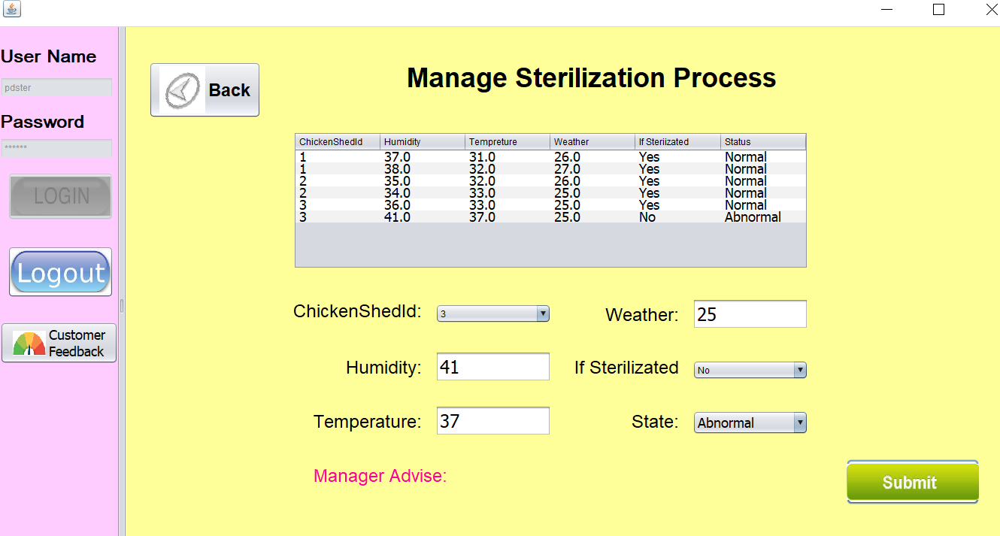 User Name
pdster
Password
******
LOGIN
Logout
Customer
Feedback
Back
Manage Sterilization Process
ChickenShedId Humidity Tempreture Weather If Steriizated Status
1 37.0 31.0 26.0 Yes Normal
1 38.0 32.0 27.0 Yes Normal
2 35.0 32.0 26.0 Yes Normal
2 34.0 33.0 25.0 Yes Normal
3 36.0 33.0 25.0 Yes Normal
3 41.0 37.0 25.0 No Abnormal
ChickenShedId: 3 Weather: 25
Humidity: 41 If Sterilizated No
Temperature: 37 State: Abnormal
Manager Advise:
Submit